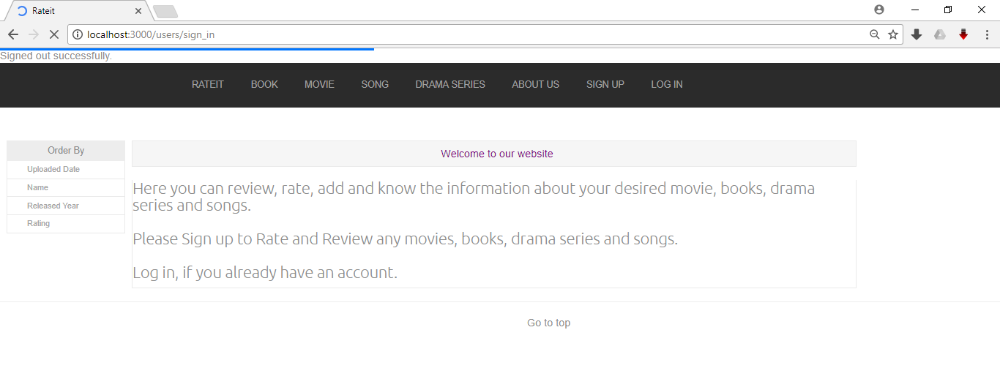 Rateit
localhost:3000/users/sign_in
Signed out successfully.
RATEIT BOOK MOVIE SONG DRAMA SERIES ABOUT US SIGN UP LOG IN
Order By
Uploaded Date
Name
Released Year
Rating
Welcome to our website
Here you can review, rate, add and know the information about your desired movie, books, drama
series and songs.
Please Sign up to Rate and Review any movies, books, drama series and songs.
Log in, if you already have an account.
Go to top